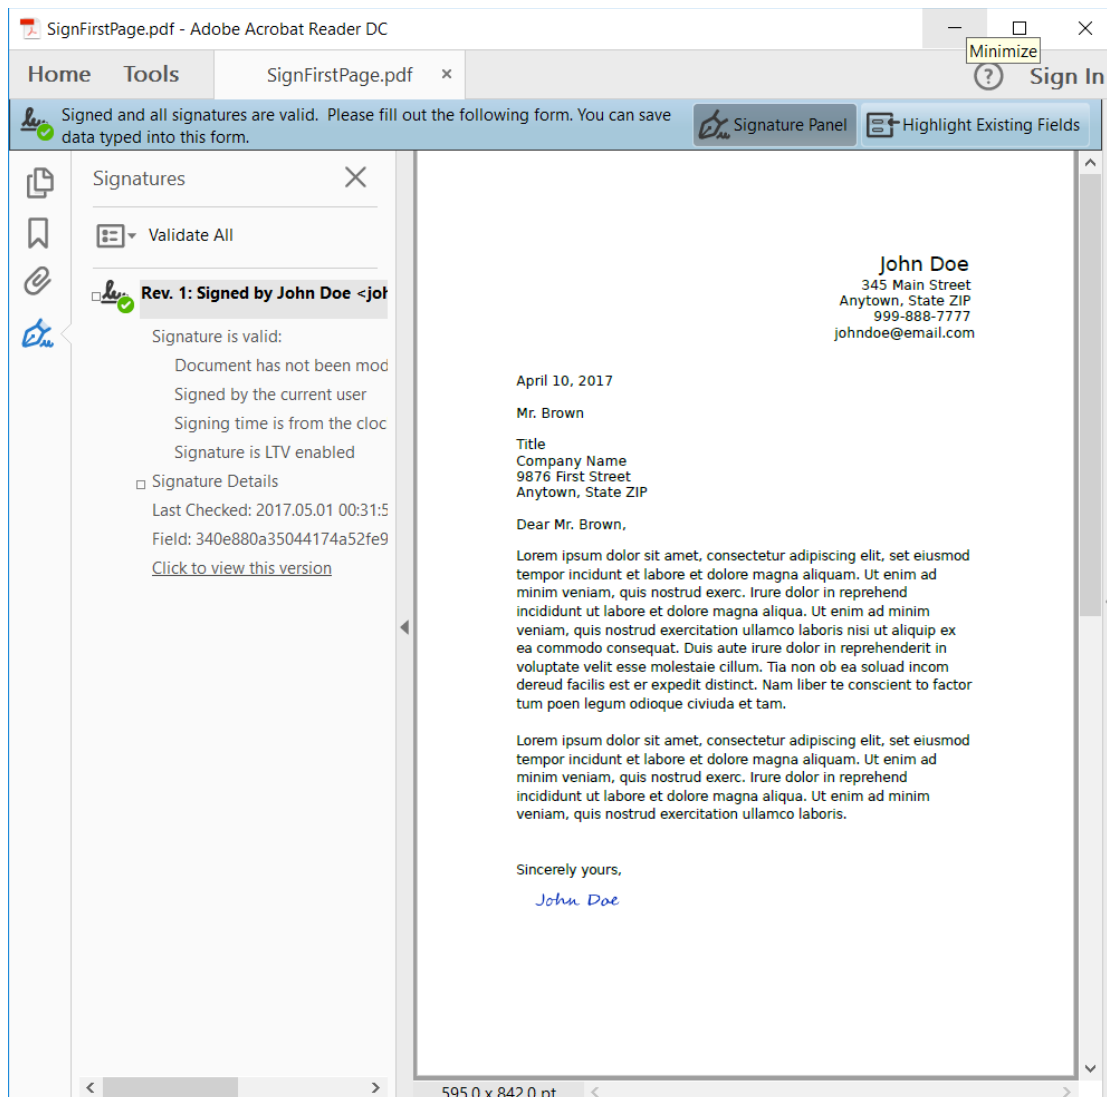 SignFirstPage.pdf - Adobe Acrobat Reader DC
Minimize
Home Tools SignFirstPage.pdf × ? Sign In
Signed and all signatures are valid. Please fill out the following form. You can save
data typed into this form.
Signature Panel Highlight Existing Fields
Signatures
Validate All
Rev. 1: Signed by John Doe <joh
Signature is valid:
Document has not been mod
Signed by the current user
Signing time is from the cloc
Signature is LTV enabled
Signature Details
Last Checked: 2017.05.01 00:31:5
Field: 340e880a35044174a52fe9
Click to view this version
John Doe
345 Main Street
Anytown, State ZIP
999-888-7777
johndoe@email.com
April 10, 2017
Mr. Brown
Title
Company Name
9876 First Street
Anytown, State ZIP
Dear Mr. Brown,
Lorem ipsum dolor sit amet, consectetur adipiscing elit, set eiusmod
tempor incidunt et labore et dolore magna aliquam. Ut enim ad
minim veniam, quis nostrud exerc. Irure dolor in reprehend
incididunt ut labore et dolore magna aliqua. Ut enim ad minim
veniam, quis nostrud exercitation ullamco laboris nisi ut aliquip ex
ea commodo consequat. Duis aute irure dolor in reprehenderit in
voluptate velit esse molestaie cillum. Tia non ob ea soluad incom
dereud facilis est er expedit distinct. Nam liber te conscient to factor
tum poen legum odioque civiuda et tam.
Lorem ipsum dolor sit amet, consectetur adipiscing elit, set eiusmod
tempor incidunt et labore et dolore magna aliquam. Ut enim ad
minim veniam, quis nostrud exerc. Irure dolor in reprehend
incididunt ut labore et dolore magna aliqua. Ut enim ad minim
veniam, quis nostrud exercitation ullamco laboris.
Sincerely yours,
John Doe
595.0 x 842.0 pt